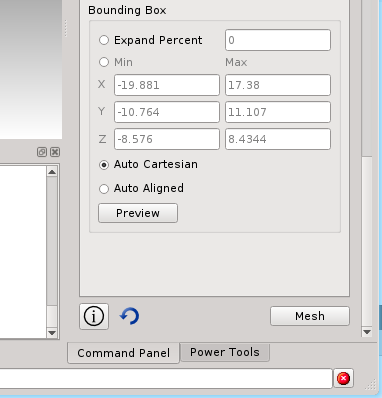 Bounding Box
Expand Percent 0
Min Max
X -19.881 17.38
Y -10.764 11.107
Z -8.576 8.4344
Auto Cartesian
Auto Aligned
Preview
Mesh
Command Panel Power Tools